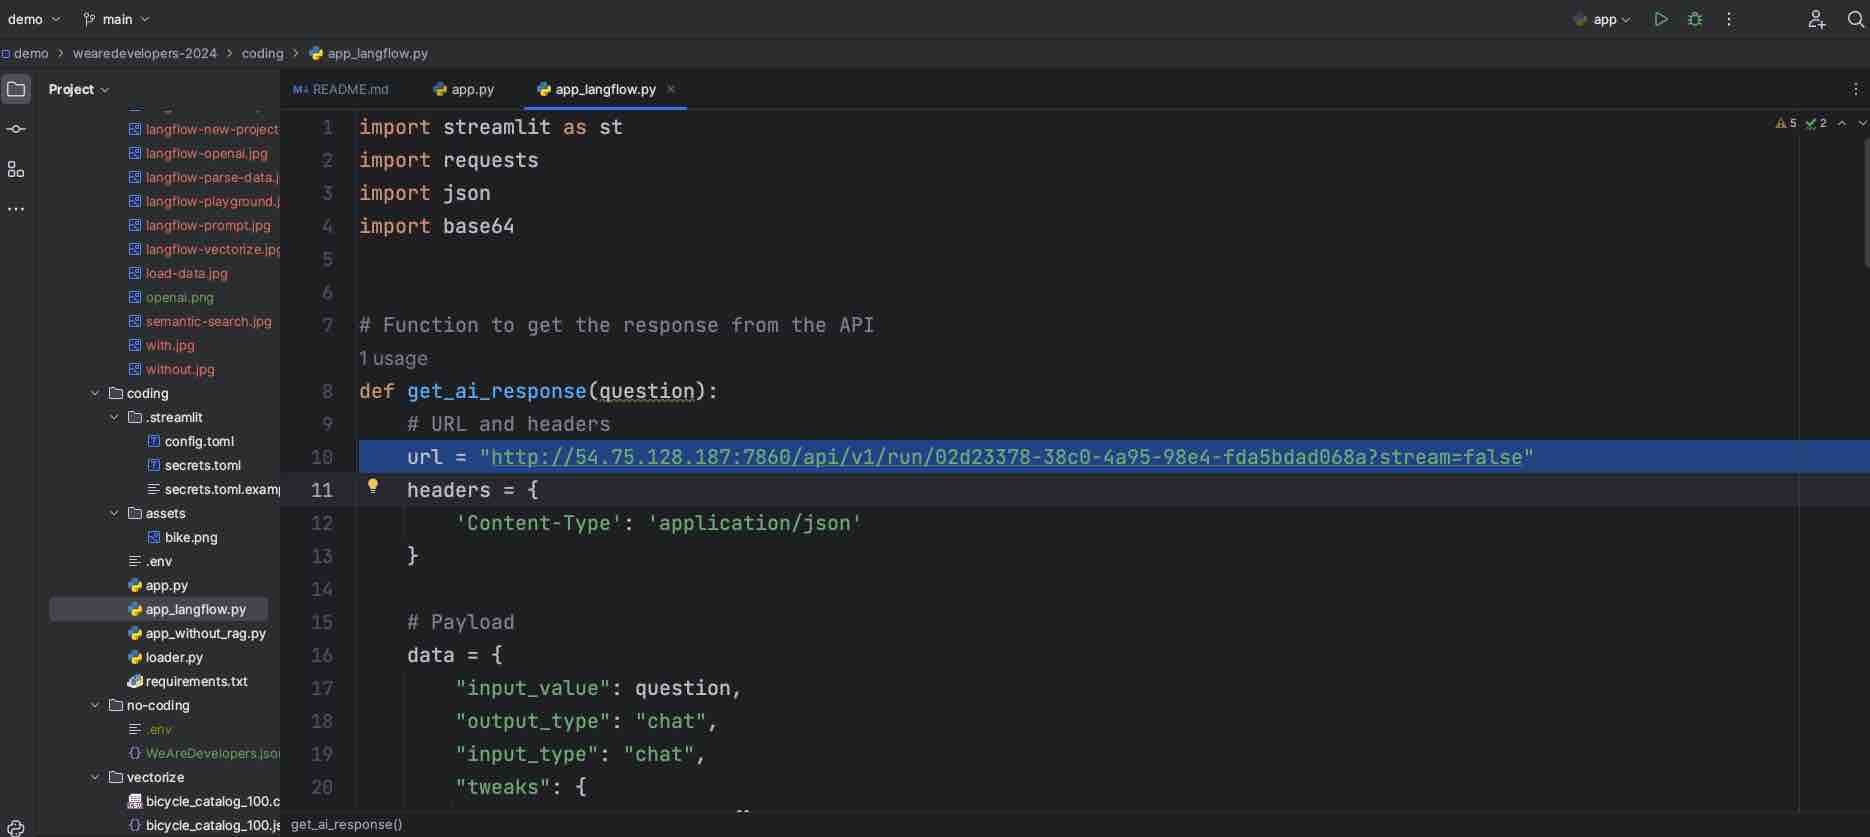 demo main app
demo > wearedevelopers-2024 > coding > app_langflow.py
Project
README.md app.py app_langflow.py
5 2
langflow-new-project
langflow-openai.jpg
langflow-parse-data.j
langflow-playground.j
langflow-prompt.jpg
langflow-vectorize.jpg
load-data.jpg
openai.png
semantic-search.jpg
with.jpg
without.jpg
coding
.streamlit
config.toml
secrets.toml
secrets.toml.examp
assets
bike.png
.env
app.py
app_langflow.py
app_without_rag.py
loader.py
requirements.txt
no-coding
.env
WeAreDevelopers.json
vectorize
bicycle_catalog_100.c
bicycle_catalog_100.js
1 import streamlit as st
2 import requests
3 import json
4 import base64
5
6
7 # Function to get the response from the API
1 usage
8 def get_ai_response(question):
9 # URL and headers
10 url = "http://54.75.128.187:7860/api/v1/run/02d23378-38c0-4a95-98e4-fda5bdad068a?stream=false"
11 headers = {
12 'Content-Type': 'application/json'
13 }
14
15 # Payload
16 data = {
17 "input_value": question,
18 "output_type": "chat",
19 "input_type": "chat",
20 "tweaks": {
get_ai_response()